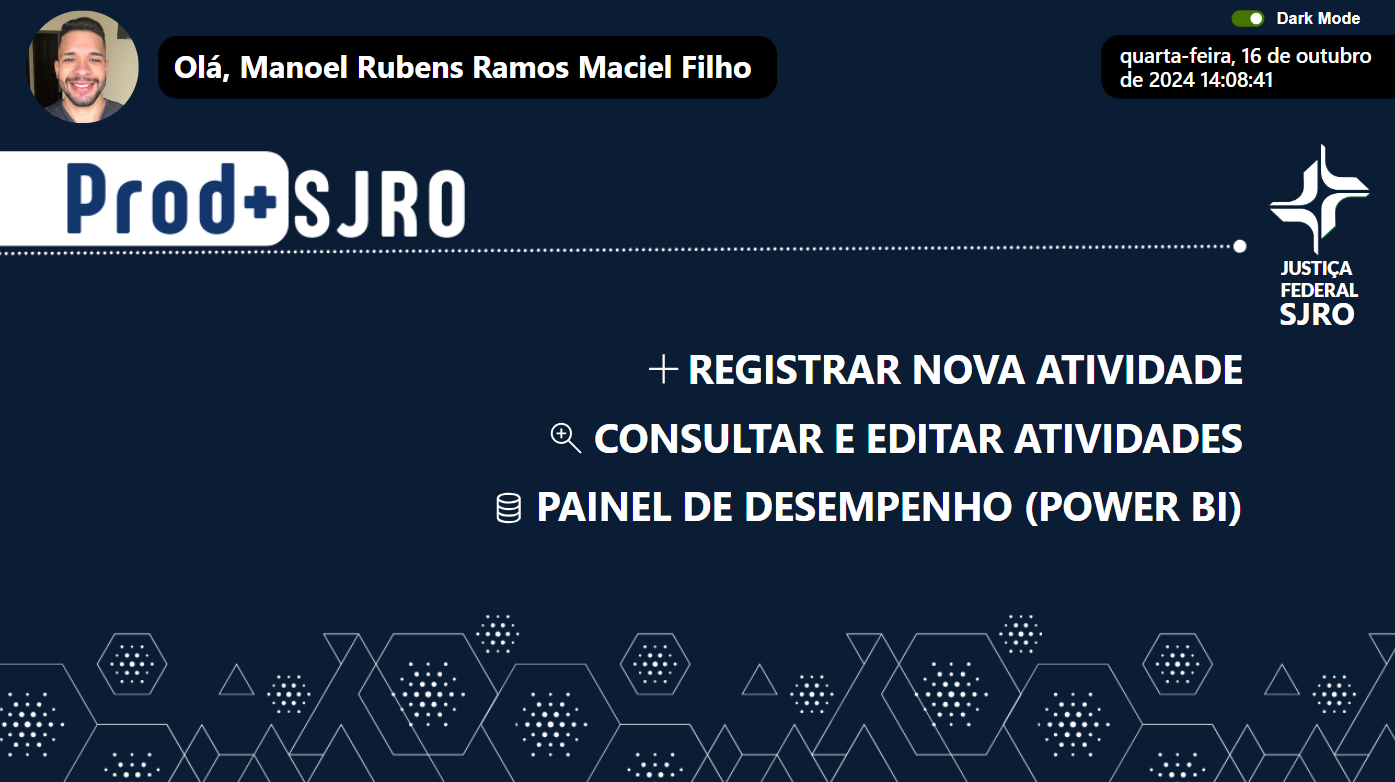 Dark Mode
Olá, Manoel Rubens Ramos Maciel Filho
quarta-feira, 16 de outubro
de 2024 14:08:41
Prod+SJRO
JUSTIÇA
FEDERAL
SJRO
REGISTRAR NOVA ATIVIDADE
CONSULTAR E EDITAR ATIVIDADES
PAINEL DE DESEMPENHO (POWER BI)